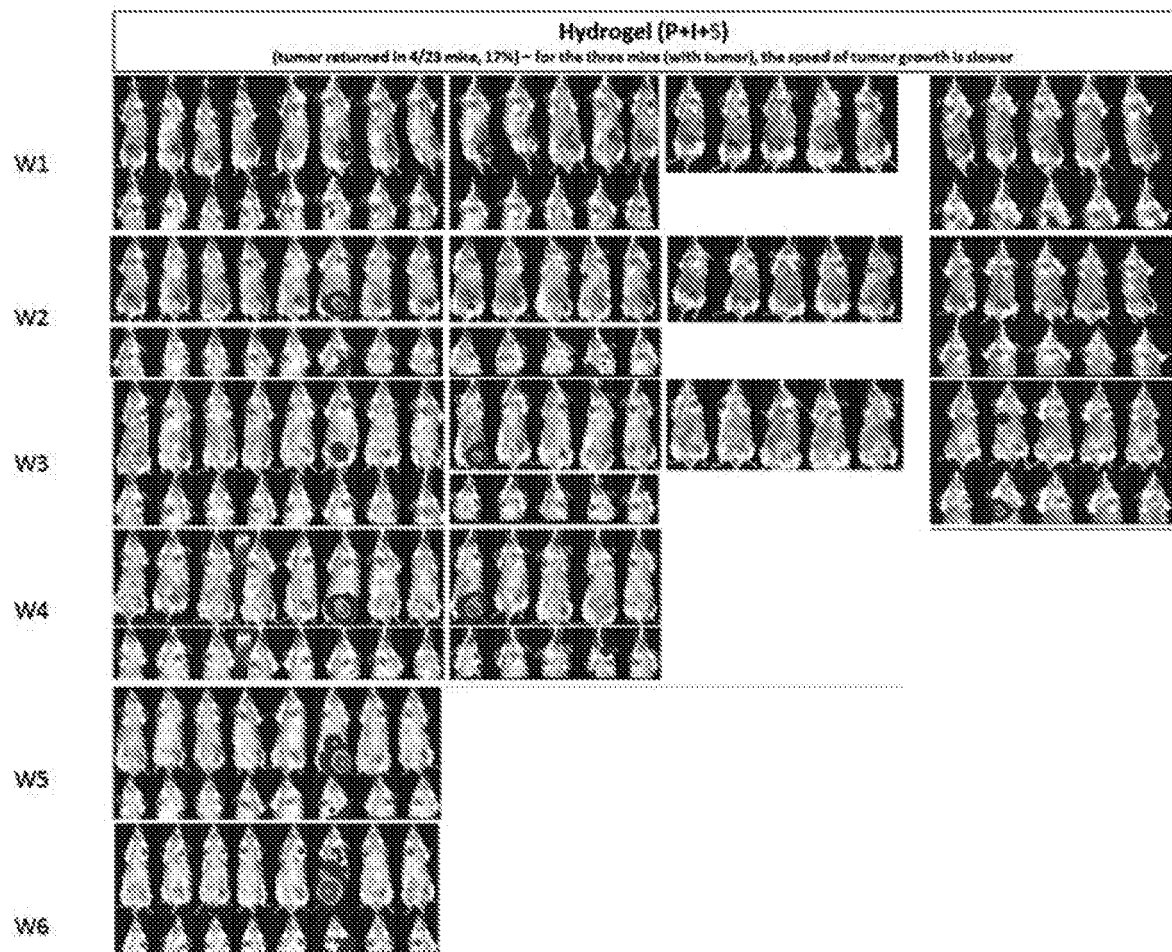 Hydrogel (P+I+S)
(tumor returned in 4/23 mice, 17%) – for the three mice (with tumor), the speed of tumor growth is slower
W1
W2
W3
W4
W5
W6